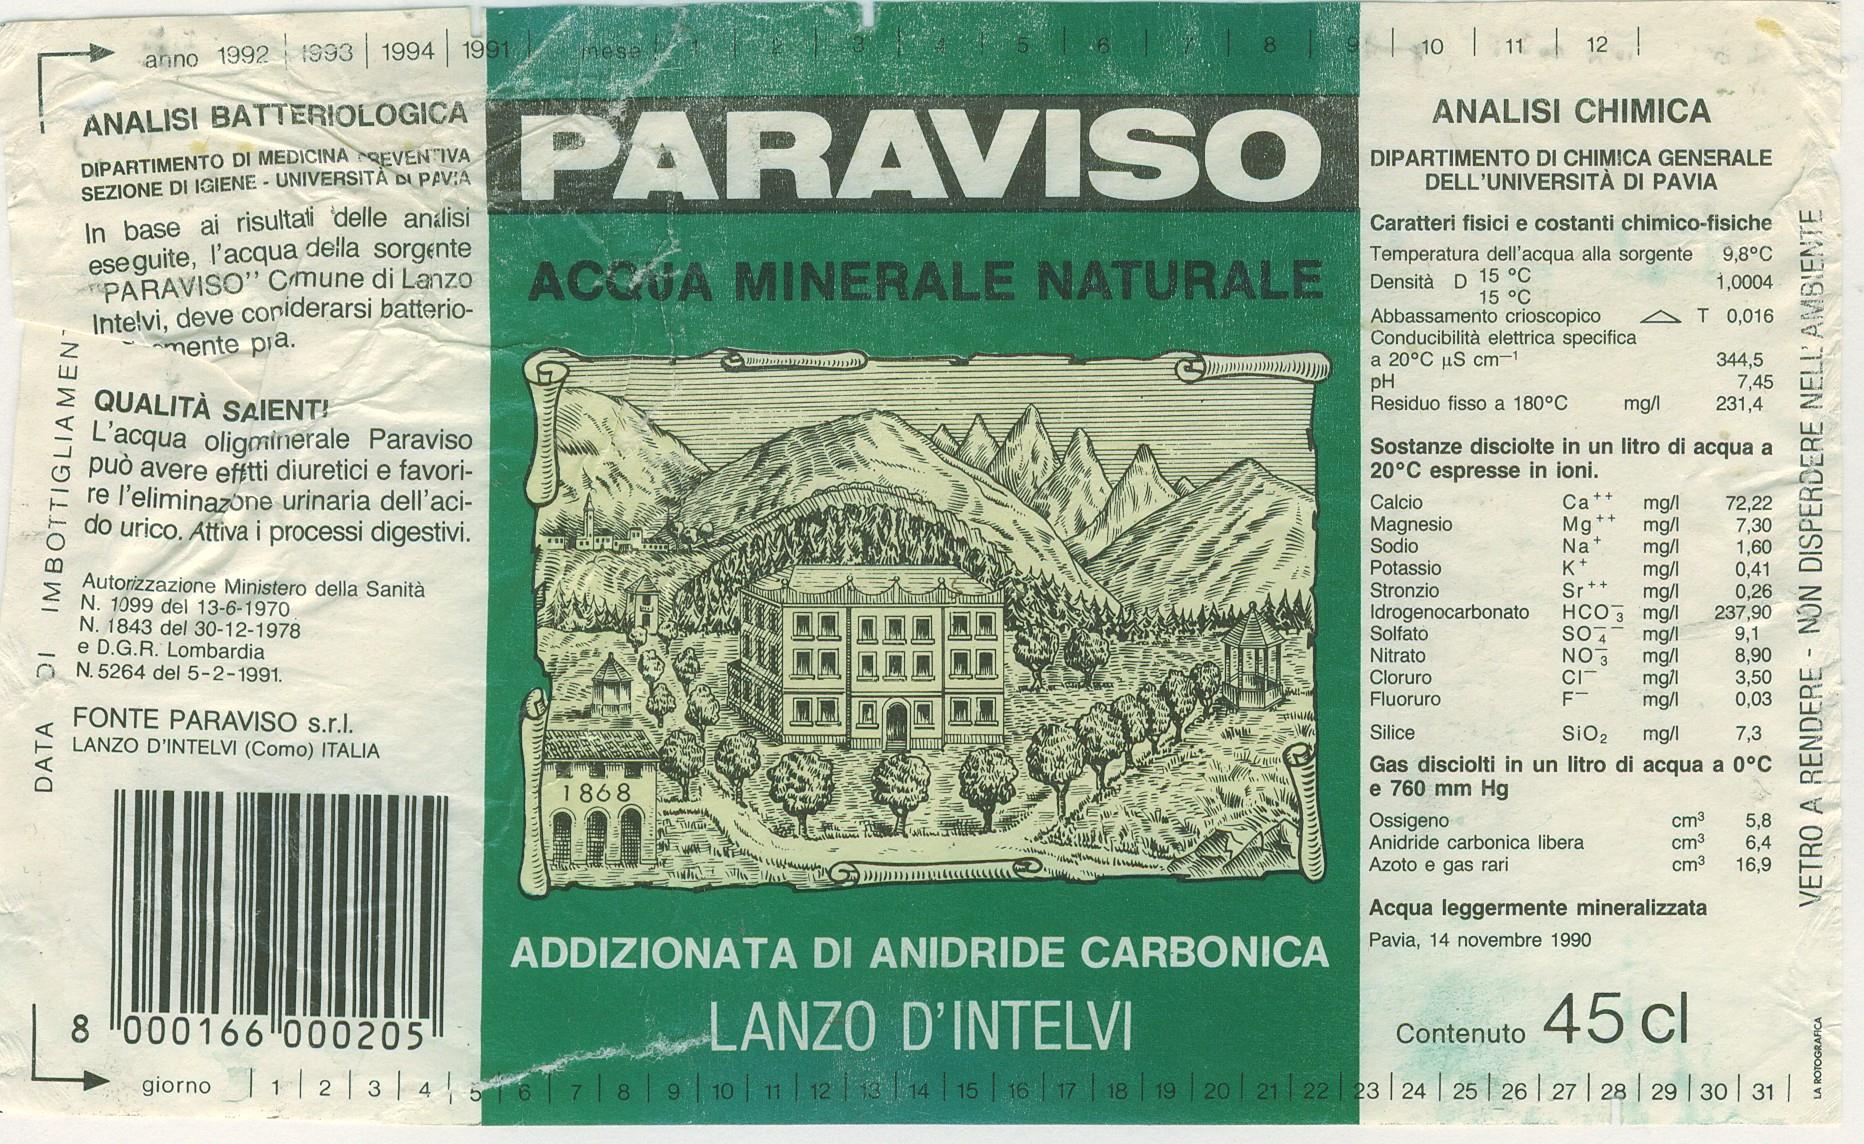 anno 1992 | 1993 | 1994 | 1991 mese 1 | 2 | 3 | 4 | 5 | 6 | 7 | 8 | 9 | 10 | 11 | 12 |
ANALISI BATTERIOLOGICA
DIPARTIMENTO DI MEDICINA PREVENTIVA
SEZIONE DI IGIENE - UNIVERSITÀ DI PAVIA
In base ai risultati delle analisi
eseguite, l'acqua della sorgente
"PARAVISO" Cmune di Lanzo
Intelvi, deve considerarsi batterio-
mente pra.
QUALITÀ SAIENTI
L'acqua oligminerale Paraviso
può avere efftti diuretici e favori-
re l'eliminazone urinaria dell'aci-
do urico. Attiva i processi digestivi.
Autorizzazione Ministero della Sanità
N. 1099 del 13-6-1970
N. 1843 del 30-12-1978
e D.G.R. Lombardia
N. 5264 del 5-2-1991.
FONTE PARAVISO s.r.l.
LANZO D'INTELVI (Como) ITALIA
8 000166 000205
DATA DI IMBOTTIGLIAMENT
PARAVISO
ACQUA MINERALE NATURALE
1868
ADDIZIONATA DI ANIDRIDE CARBONICA
LANZO D'INTELVI
ANALISI CHIMICA
DIPARTIMENTO DI CHIMICA GENERALE
DELL'UNIVERSITÀ DI PAVIA
Caratteri fisici e costanti chimico-fisiche
Temperatura dell'acqua alla sorgente 9,8°C
Densità D 15 °C 1,0004
15 °C
Abbassamento crioscopico △ T 0,016
Conducibilità elettrica specifica
a 20°C µS cm⁻¹ 344,5
pH 7,45
Residuo fisso a 180°C mg/l 231,4
Sostanze disciolte in un litro di acqua a
20°C espresse in ioni.
Calcio Ca⁺⁺ mg/l 72,22
Magnesio Mg⁺⁺ mg/l 7,30
Sodio Na⁺ mg/l 1,60
Potassio K⁺ mg/l 0,41
Stronzio Sr⁺⁺ mg/l 0,26
Idrogenocarbonato HCO₃⁻ mg/l 237,90
Solfato SO₄⁻⁻ mg/l 9,1
Nitrato NO₃⁻ mg/l 8,90
Cloruro Cl⁻ mg/l 3,50
Fluoruro F⁻ mg/l 0,03
Silice SiO₂ mg/l 7,3
Gas disciolti in un litro di acqua a 0°C
e 760 mm Hg
Ossigeno cm³ 5,8
Anidride carbonica libera cm³ 6,4
Azoto e gas rari cm³ 16,9
Acqua leggermente mineralizzata
Pavia, 14 novembre 1990
Contenuto 45 cl
VETRO A RENDERE - NON DISPERDERE NELL'AMBIENTE
LA ROTOGRAFICA
giorno | 1 | 2 | 3 | 4 | 5 | 6 | 7 | 8 | 9 | 10 | 11 | 12 | 13 | 14 | 15 | 16 | 17 | 18 | 19 | 20 | 21 | 22 | 23 | 24 | 25 | 26 | 27 | 28 | 29 | 30 | 31 |